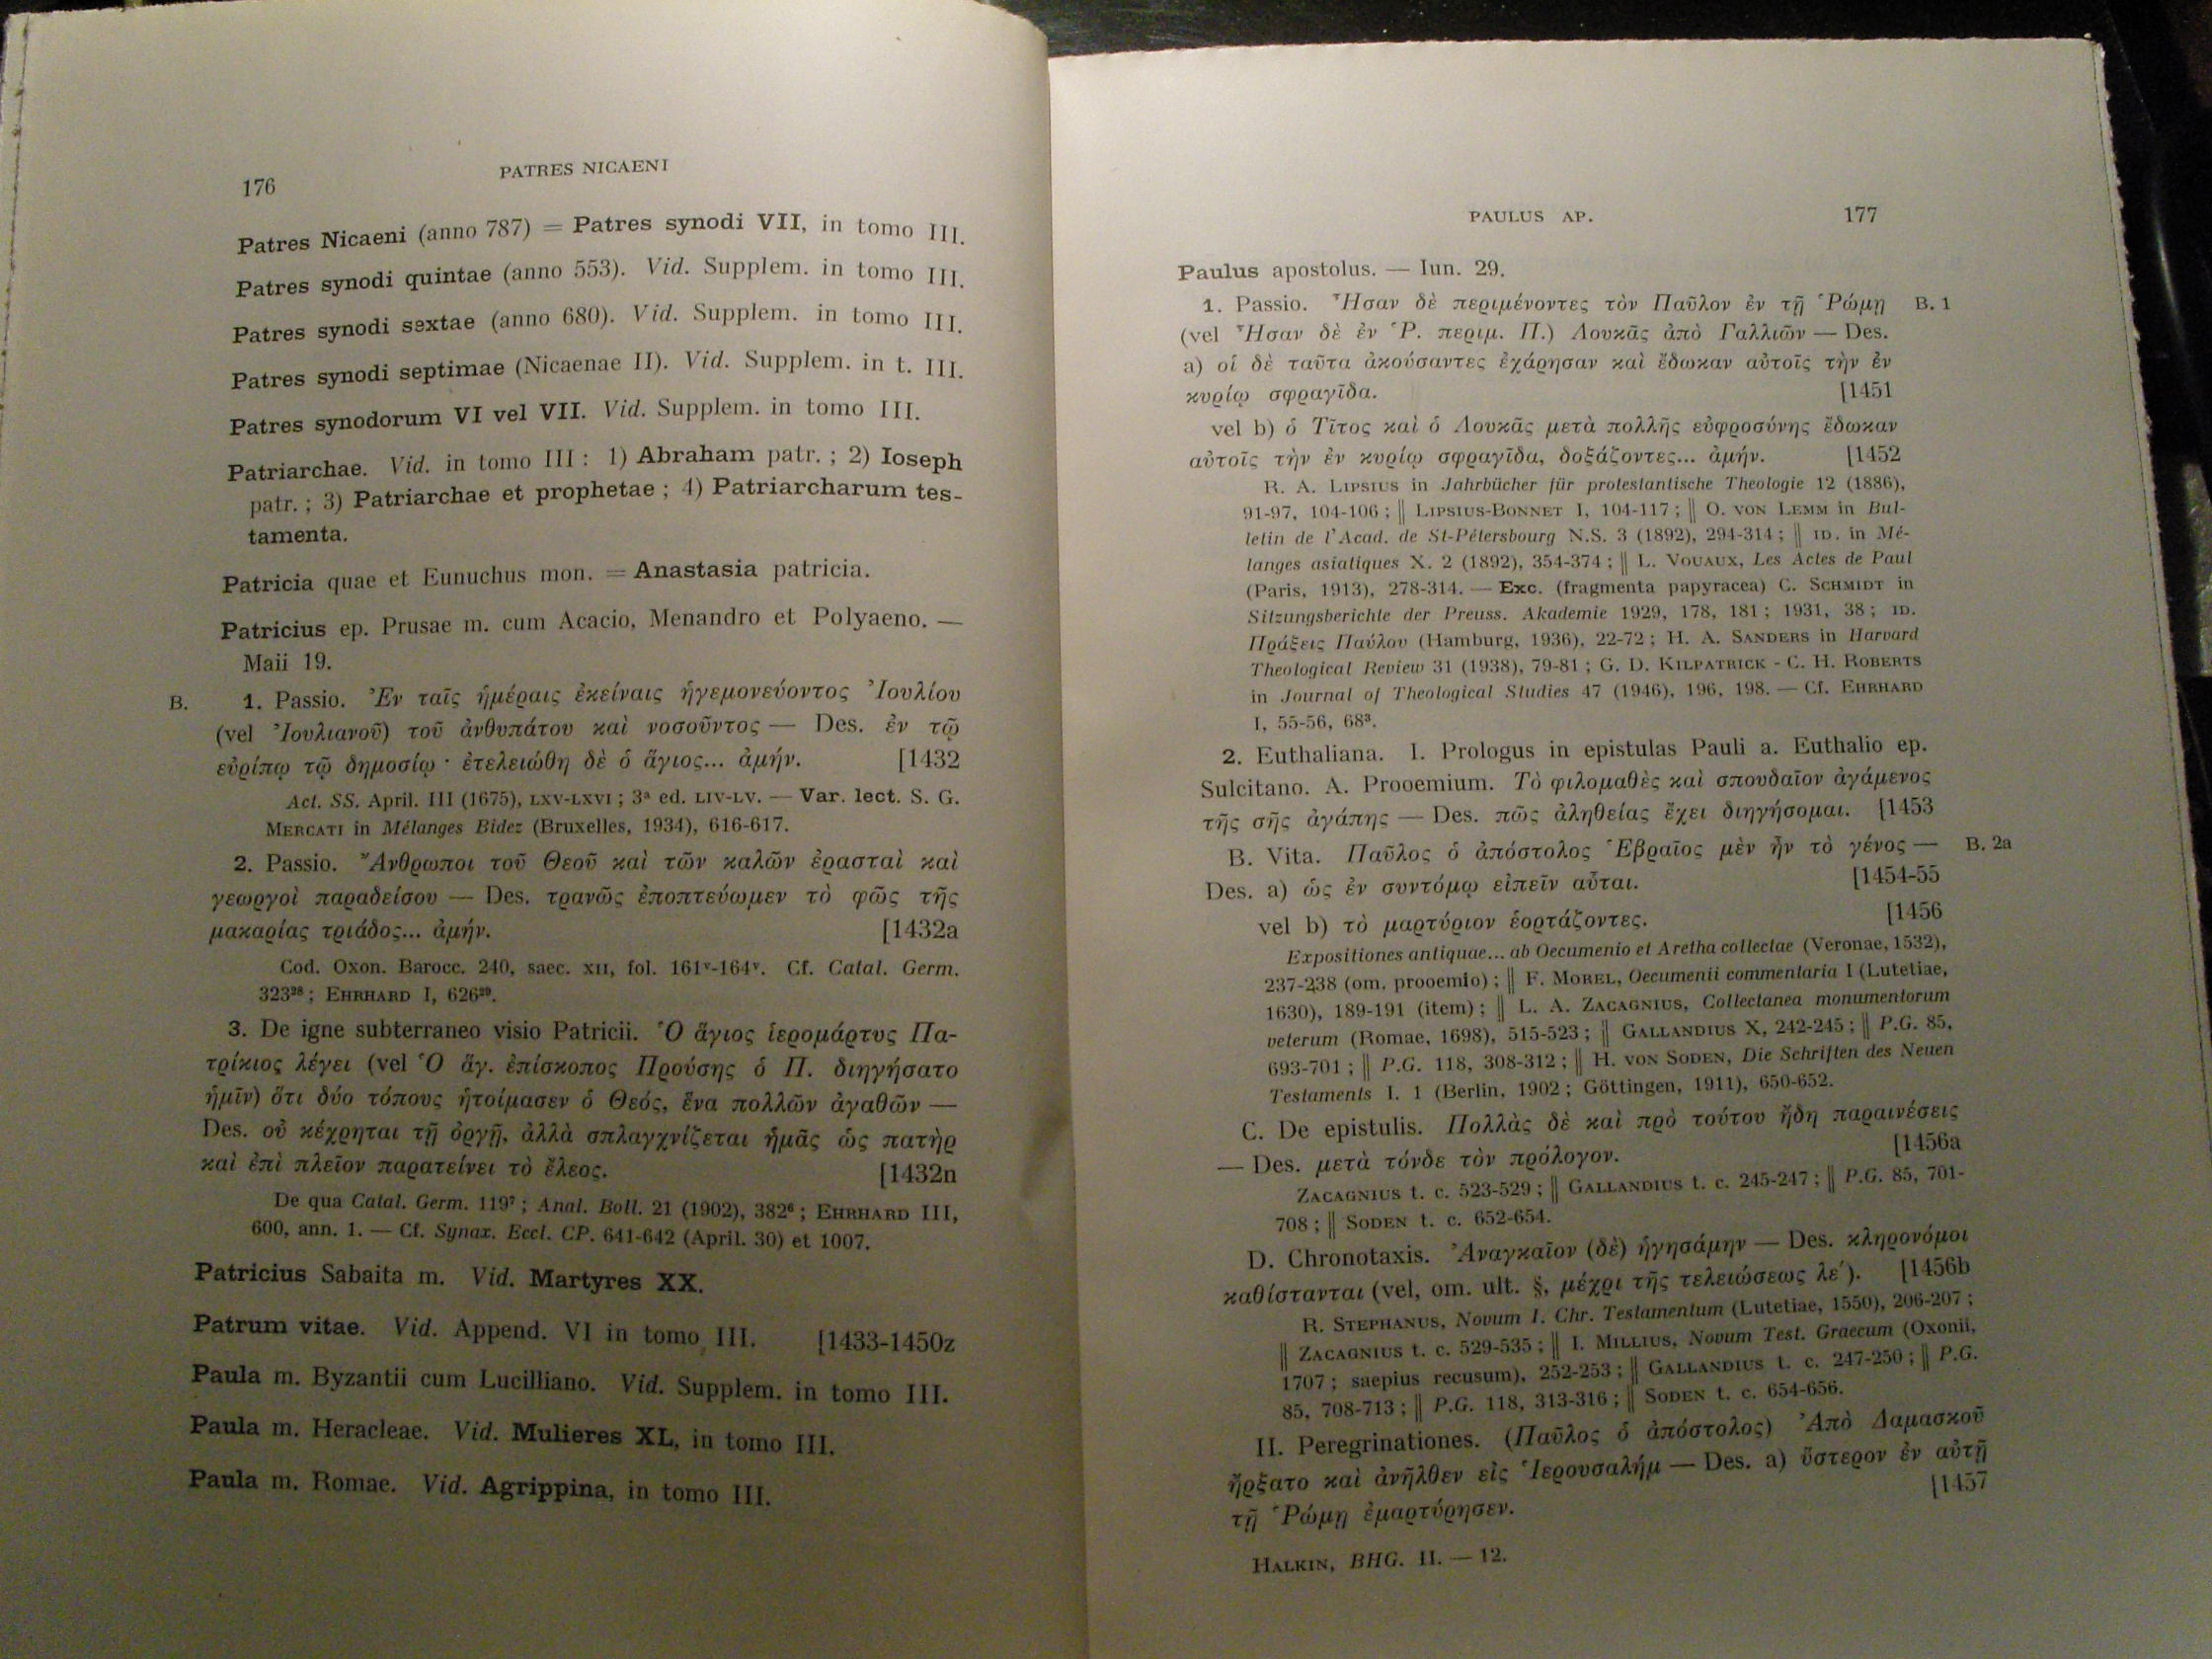 176
PATRES NICAENI
Patres Nicaeni (anno 787) = Patres synodi VII, in tomo III.
Patres synodi quintae (anno 553). Vid. Supplem. in tomo III.
Patres synodi sextae (anno 680). Vid. Supplem. in tomo III.
Patres synodi septimae (Nicaenae II). Vid. Supplem. in t. III.
Patres synodorum VI vel VII. Vid. Supplem. in tomo III.
Patriarchae. Vid. in tomo III : 1) Abraham patr. ; 2) Ioseph
patr. ; 3) Patriarchae et prophetae ; 4) Patriarcharum tes-
tamenta.
Patricia quae et Eunuchus mon. = Anastasia patricia.
Patricius ep. Prusae m. cum Acacio, Menandro et Polyaeno. —
Maii 19.
B. 1. Passio. Ἐν ταῖς ἡμέραις ἐκείναις ἡγεμονεύοντος Ἰουλίου
(vel Ἰουλιανοῦ) τοῦ ἀνθυπάτου καὶ νοσοῦντος — Des. ἐν τῷ
εὐρίπῳ τῷ δημοσίῳ · ἐτελειώθη δὲ ὁ ἅγιος... ἀμήν. [1432
Act. SS. April. III (1675), LXV-LXVI ; 3ª ed. LIV-LV. — Var. lect. S. G.
MERCATI in Mélanges Bidez (Bruxelles, 1934), 616-617.
2. Passio. Ἄνθρωποι τοῦ Θεοῦ καὶ τῶν καλῶν ἐρασταὶ καὶ
γεωργοὶ παραδείσου — Des. τρανῶς ἐποπτεύωμεν τὸ φῶς τῆς
μακαρίας τριάδος... ἀμήν. [1432a
Cod. Oxon. Barocc. 240, saec. XII, fol. 161ᵛ-164ᵛ. Cf. Catal. Germ.
323²⁸ ; EHRHARD I, 626²⁹.
3. De igne subterraneo visio Patricii. Ὁ ἅγιος ἱερομάρτυς Πα-
τρίκιος λέγει (vel Ὁ ἅγ. ἐπίσκοπος Προύσης ὁ Π. διηγήσατο
ἡμῖν) ὅτι δύο τόπους ἡτοίμασεν ὁ Θεός, ἕνα πολλῶν ἀγαθῶν —
Des. οὐ κέχρηται τῇ ὀργῇ, ἀλλὰ σπλαγχνίζεται ἡμᾶς ὡς πατὴρ
καὶ ἐπὶ πλεῖον παρατείνει τὸ ἔλεος. [1432n
De qua Catal. Germ. 119⁷ ; Anal. Boll. 21 (1902), 382⁶ ; EHRHARD III,
600, ann. 1. — Cf. Synax. Eccl. CP. 641-642 (April. 30) et 1007.
Patricius Sabaita m. Vid. Martyres XX.
Patrum vitae. Vid. Append. VI in tomo III. [1433-1450z
Paula m. Byzantii cum Lucilliano. Vid. Supplem. in tomo III.
Paula m. Heracleae. Vid. Mulieres XL, in tomo III.
Paula m. Romae. Vid. Agrippina, in tomo III.
PAULUS AP.
177
Paulus apostolus. — Iun. 29.
1. Passio. Ἦσαν δὲ περιμένοντες τὸν Παῦλον ἐν τῇ Ῥώμῃ B. 1
(vel Ἦσαν δὲ ἐν Ῥ. περιμ. Π.) Λουκᾶς ἀπὸ Γαλλιῶν — Des.
a) οἱ δὲ ταῦτα ἀκούσαντες ἐχάρησαν καὶ ἔδωκαν αὐτοῖς τὴν ἐν
κυρίῳ σφραγῖδα. [1451
vel b) ὁ Τῖτος καὶ ὁ Λουκᾶς μετὰ πολλῆς εὐφροσύνης ἔδωκαν
αὐτοῖς τὴν ἐν κυρίῳ σφραγῖδα, δοξάζοντες... ἀμήν. [1452
R. A. LIPSIUS in Jahrbücher für protestantische Theologie 12 (1886),
91-97, 104-106 ; || LIPSIUS-BONNET I, 104-117 ; || O. VON LEMM in Bul-
letin de l'Acad. de St-Pétersbourg N.S. 3 (1892), 294-314 ; || ID. in Mé-
langes asiatiques X. 2 (1892), 354-374 ; || L. VOUAUX, Les Actes de Paul
(Paris, 1913), 278-314. — Exc. (fragmenta papyracea) C. SCHMIDT in
Sitzungsberichte der Preuss. Akademie 1929, 178, 181 ; 1931, 38 ; ID.
Πράξεις Παύλου (Hamburg, 1936), 22-72 ; H. A. SANDERS in Harvard
Theological Review 31 (1938), 79-81 ; G. D. KILPATRICK - C. H. ROBERTS
in Journal of Theological Studies 47 (1946), 196, 198. — Cf. EHRHARD
I, 55-56, 68³.
2. Euthaliana. I. Prologus in epistulas Pauli a. Euthalio ep.
Sulcitano. A. Prooemium. Τὸ φιλομαθὲς καὶ σπουδαῖον ἀγάμενος
τῆς σῆς ἀγάπης — Des. πῶς ἀληθείας ἔχει διηγήσομαι. [1453
B. Vita. Παῦλος ὁ ἀπόστολος Ἑβραῖος μὲν ἦν τὸ γένος — B. 2a
Des. a) ὡς ἐν συντόμῳ εἰπεῖν αὗται. [1454-55
vel b) τὸ μαρτύριον ἑορτάζοντες. [1456
Expositiones antiquae... ab Oecumenio et Aretha collectae (Veronae, 1532),
237-238 (om. prooemio) ; || F. MOREL, Oecumenii commentaria I (Lutetiae,
1630), 189-191 (item) ; || L. A. ZACAGNIUS, Collectanea monumentorum
veterum (Romae, 1698), 515-523 ; || GALLANDIUS X, 242-245 ; || P.G. 85,
693-701 ; || P.G. 118, 308-312 ; || H. VON SODEN, Die Schriften des Neuen
Testaments I. 1 (Berlin, 1902 ; Göttingen, 1911), 650-652.
C. De epistulis. Πολλὰς δὲ καὶ πρὸ τούτου ἤδη παραινέσεις
— Des. μετὰ τόνδε τὸν πρόλογον. [1456a
ZACAGNIUS t. c. 523-529 ; || GALLANDIUS t. c. 245-247 ; || P.G. 85, 701-
708 ; || SODEN t. c. 652-654.
D. Chronotaxis. Ἀναγκαῖον (δὲ) ἡγησάμην — Des. κληρονόμοι
καθίστανται (vel, om. ult. §, μέχρι τῆς τελειώσεως λε΄). [1456b
R. STEPHANUS, Novum I. Chr. Testamentum (Lutetiae, 1550), 206-207 ;
|| ZACAGNIUS t. c. 529-535 ; || I. MILLIUS, Novum Test. Graecum (Oxonii,
1707 ; saepius recusum), 252-253 ; || GALLANDIUS t. c. 247-250 ; || P.G.
85, 708-713 ; || P.G. 118, 313-316 ; || SODEN t. c. 654-656.
II. Peregrinationes. (Παῦλος ὁ ἀπόστολος) Ἀπὸ Δαμασκοῦ
ἤρξατο καὶ ἀνῆλθεν εἰς Ἱερουσαλήμ — Des. a) ὕστερον ἐν αὐτῇ
τῇ Ῥώμῃ ἐμαρτύρησεν. [1457
HALKIN, BHG. II. — 12.